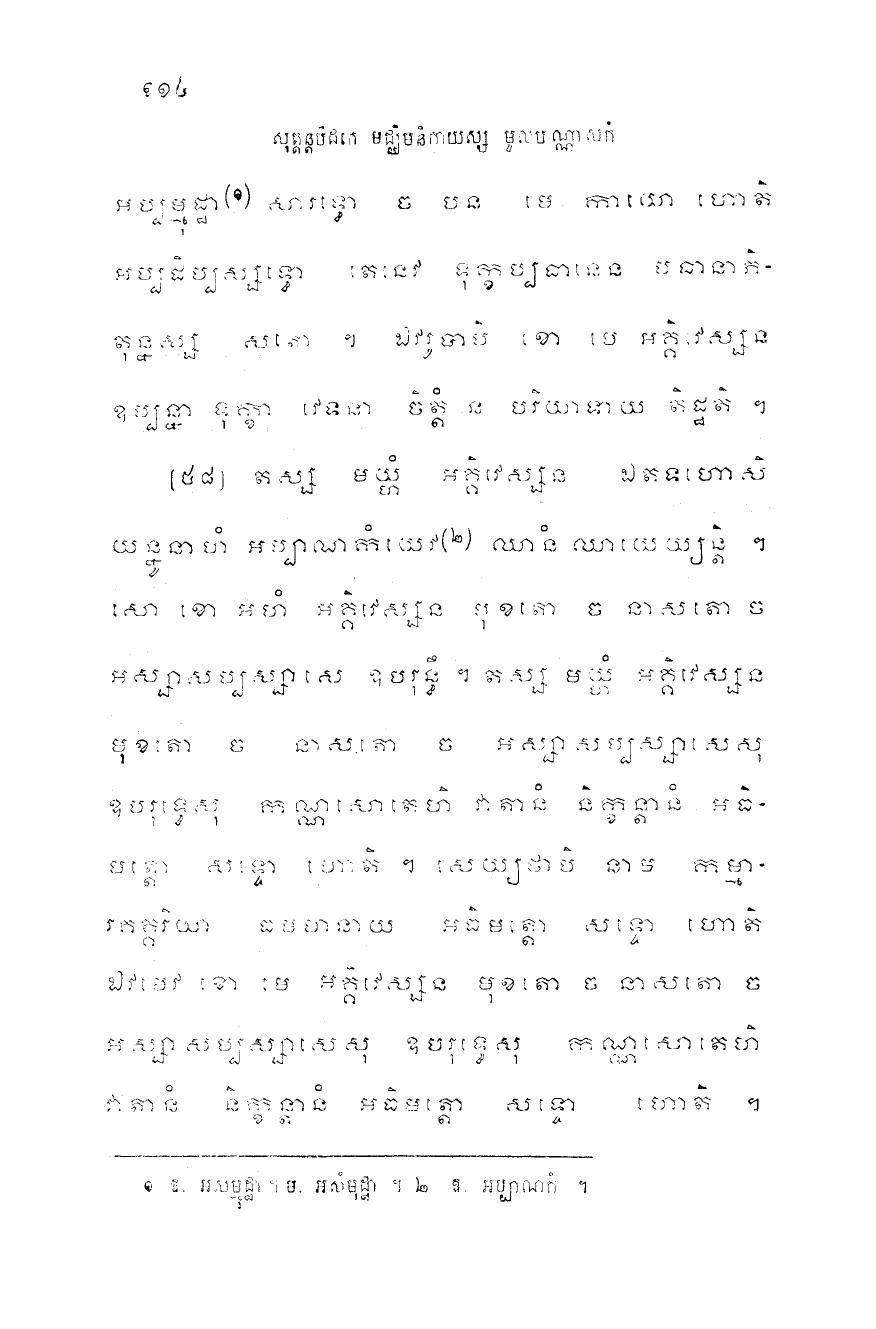 ១១៤
សុត្តន្តបិដកេ មជ្ឈិមនិកាយស្ស មូលបណ្ណាសកំ
អប្បម្មុដ្ឋា(១) សារទ្ធោ ច បន មេ កាយោ ហោតិ
អប្បដិប្បស្សទ្ធោ តេនេវ ទុក្ខប្បធានេន បធានាភិ-
តុន្នស្ស សតោ ។ ឯវរូបាបិ ខោ មេ អគ្គិវេស្សន
ឧប្បន្នា ទុក្ខា វេទនា ចិត្តំ ន បរិយាទាយ តិដ្ឋតិ ។
[៥៨] តស្ស មយ្ហំ អគ្គិវេស្សន ឯតទហោសិ
យន្នូនាហំ អប្បាណកំយេវ(២) ឈានំ ឈាយេយ្យន្តិ ។
សោ ខោ អហំ អគ្គិវេស្សន មុខតោ ច នាសតោ ច
អស្សាសប្បស្សាសេ ឧបរុន្ធឹ ។ តស្ស មយ្ហំ អគ្គិវេស្សន
មុខតោ ច នាសតោ ច អស្សាសប្បស្សាសេសុ
ឧបរុទ្ធេសុ កណ្ណសោតេហិ វាតានំ និក្ខន្តានំ អធិ-
មត្តោ សទ្ទោ ហោតិ ។ សេយ្យថាបិ នាម កម្មា-
រគគ្គរិយា ធមមានាយ អធិមត្តោ សទ្ទោ ហោតិ
ឯវមេវ ខោ មេ អគ្គិវេស្សន មុខតោ ច នាសតោ ច
អស្សាសប្បស្សាសេសុ ឧបរុទ្ធេសុ កណ្ណសោតេហិ
វាតានំ និក្ខន្តានំ អធិមត្តោ សទ្ទោ ហោតិ ។
១ ឱ. អសម្មុដ្ឋា ។ ម. អសំមុដ្ឋា ។ ២ ឱ. អប្បាណកំ ។